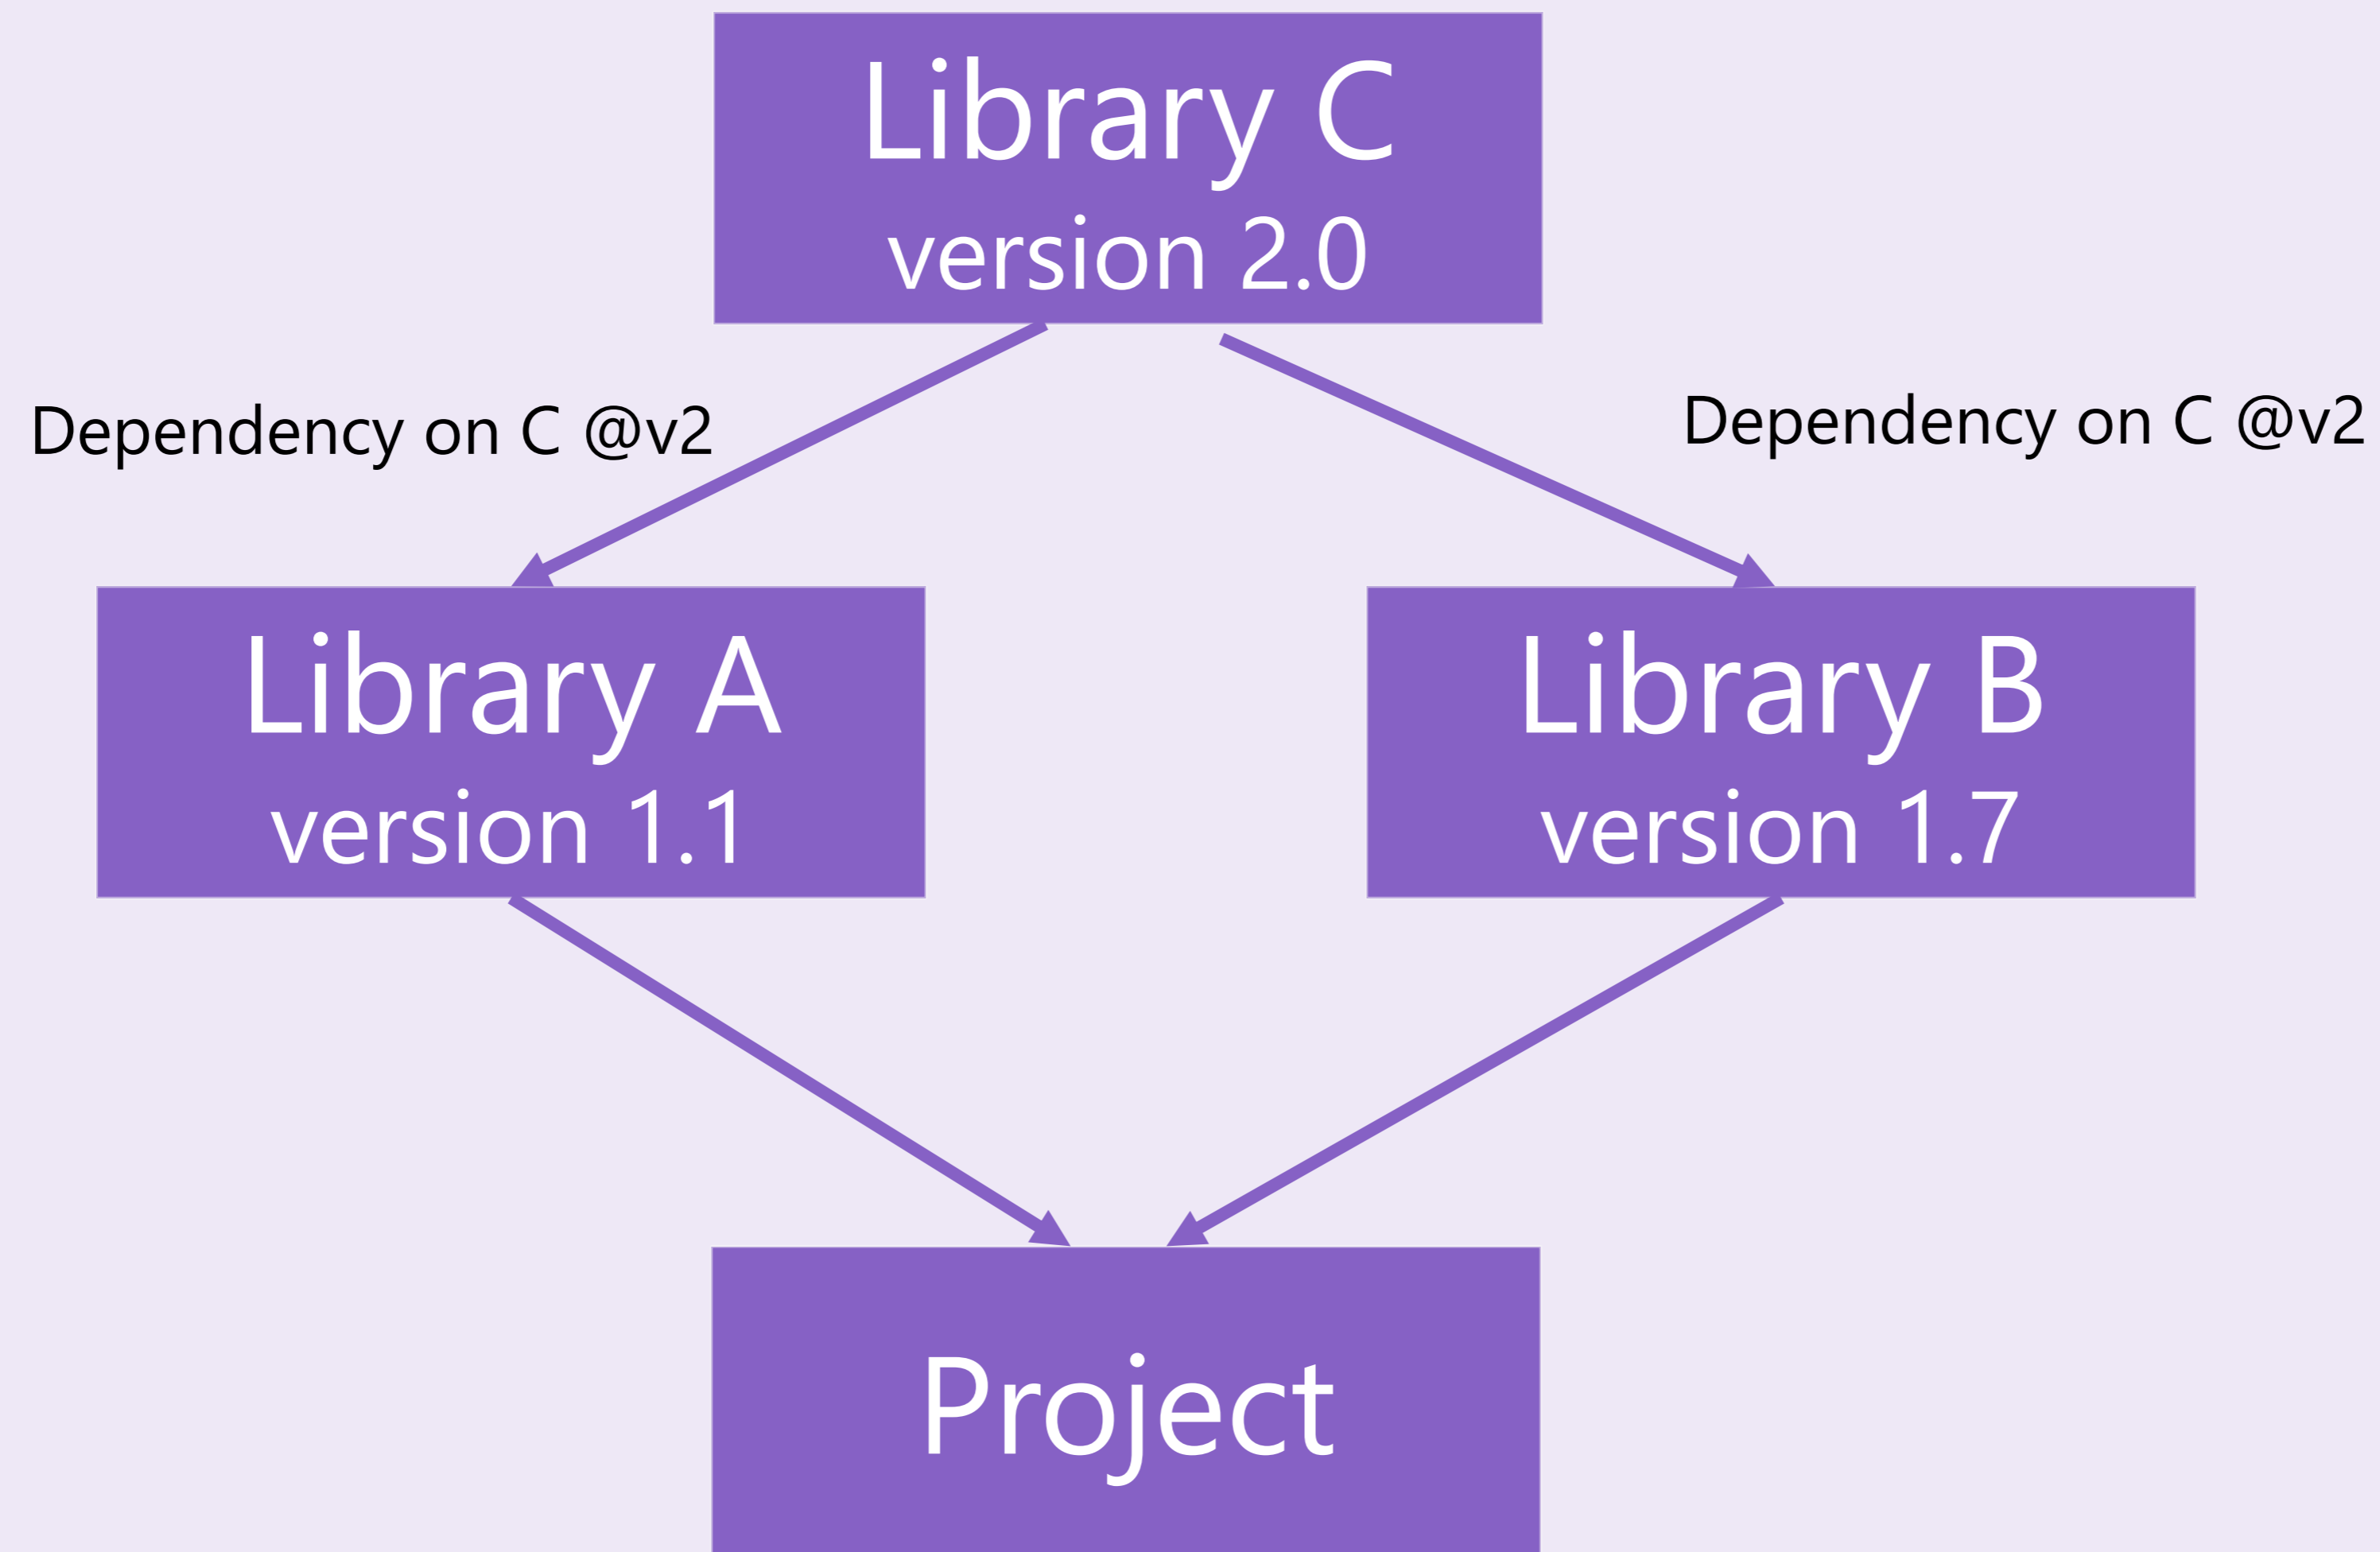 Library C
version 2.0
Dependency on C @v2
Dependency on C @v2
Library A
version 1.1
Library B
version 1.7
Project